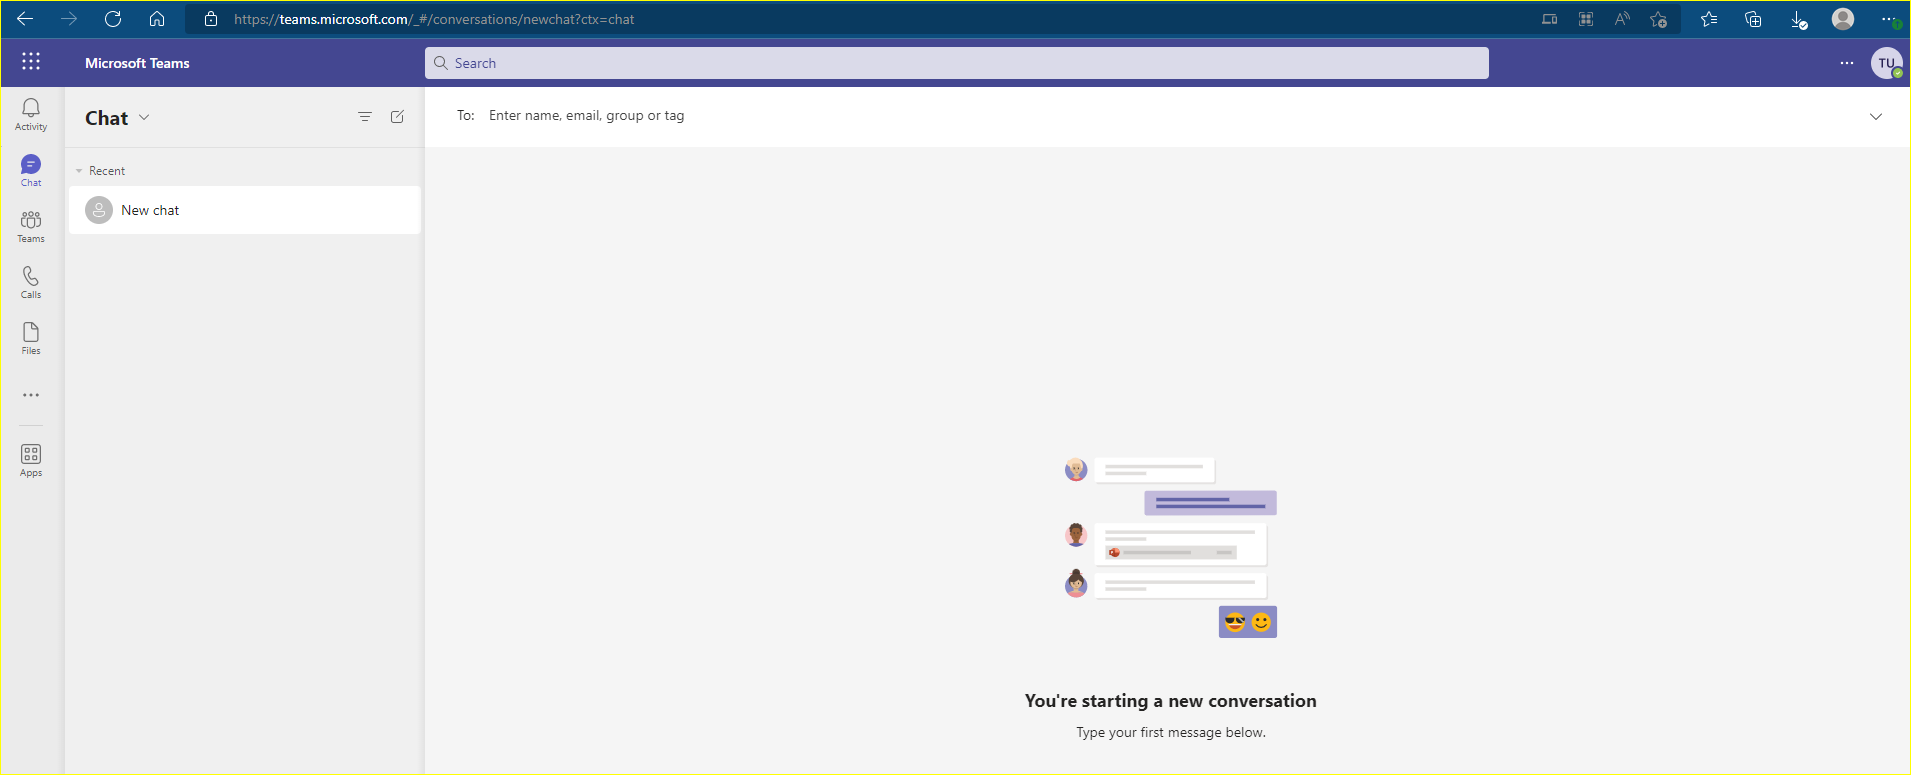 https://teams.microsoft.com/_#/conversations/newchat?ctx=chat
Microsoft Teams
Search
TU
Activity
Chat
Teams
Calls
Files
Apps
Chat
Recent
New chat
To: Enter name, email, group or tag
You're starting a new conversation
Type your first message below.